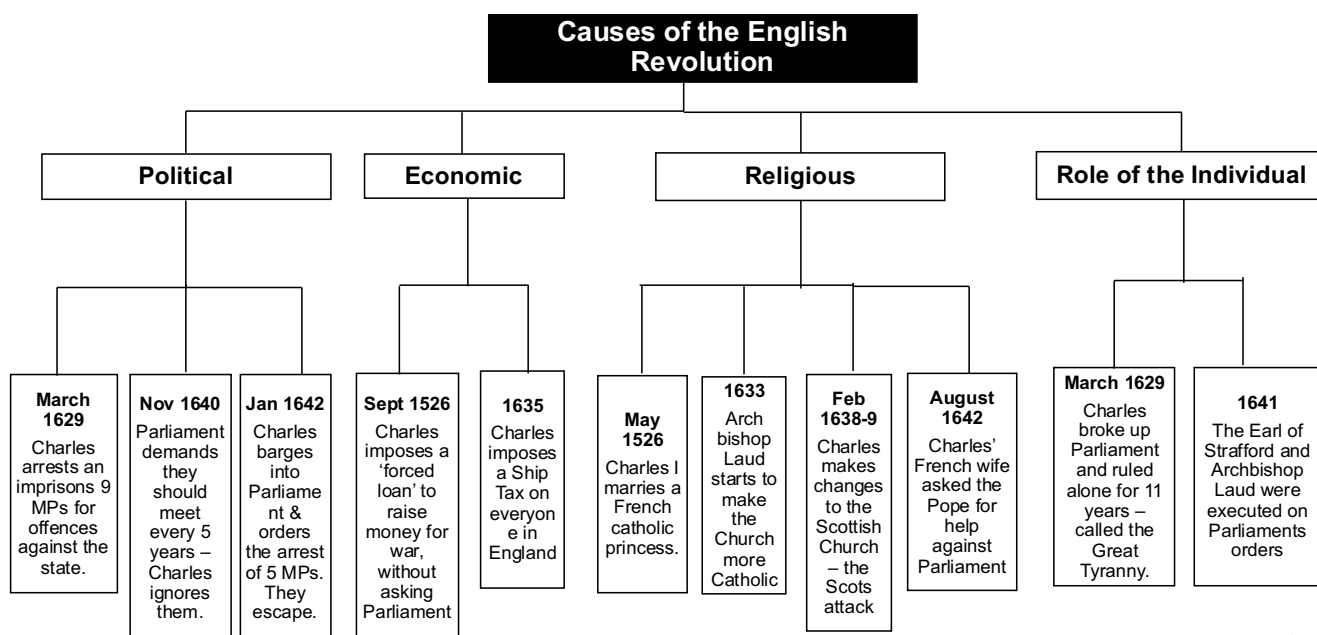 Causes of the English
Revolution
Political
Economic
Religious
Role of the Individual
March
1629
Charles
arrests an
imprisons 9
MPs for
offences
against the
state.
Nov 1640
Parliament
demands
they
should
meet
every 5
years –
Charles
ignores
them.
Jan 1642
Charles
barges
into
Parliame
nt &
orders
the arrest
of 5 MPs.
They
escape.
Sept 1526
Charles
imposes a
‘forced
loan’ to
raise
money for
war,
without
asking
Parliament
1635
Charles
imposes
a Ship
Tax on
everyon
e in
England
May
1526
Charles I
marries a
French
catholic
princess.
1633
Arch
bishop
Laud
starts to
make
the
Church
more
Catholic
Feb
1638-9
Charles
makes
changes
to the
Scottish
Church
– the
Scots
attack
August
1642
Charles’
French wife
asked the
Pope for
help
against
Parliament
March 1629
Charles
broke up
Parliament
and ruled
alone for 11
years –
called the
Great
Tyranny.
1641
The Earl of
Strafford and
Archbishop
Laud were
executed on
Parliaments
orders